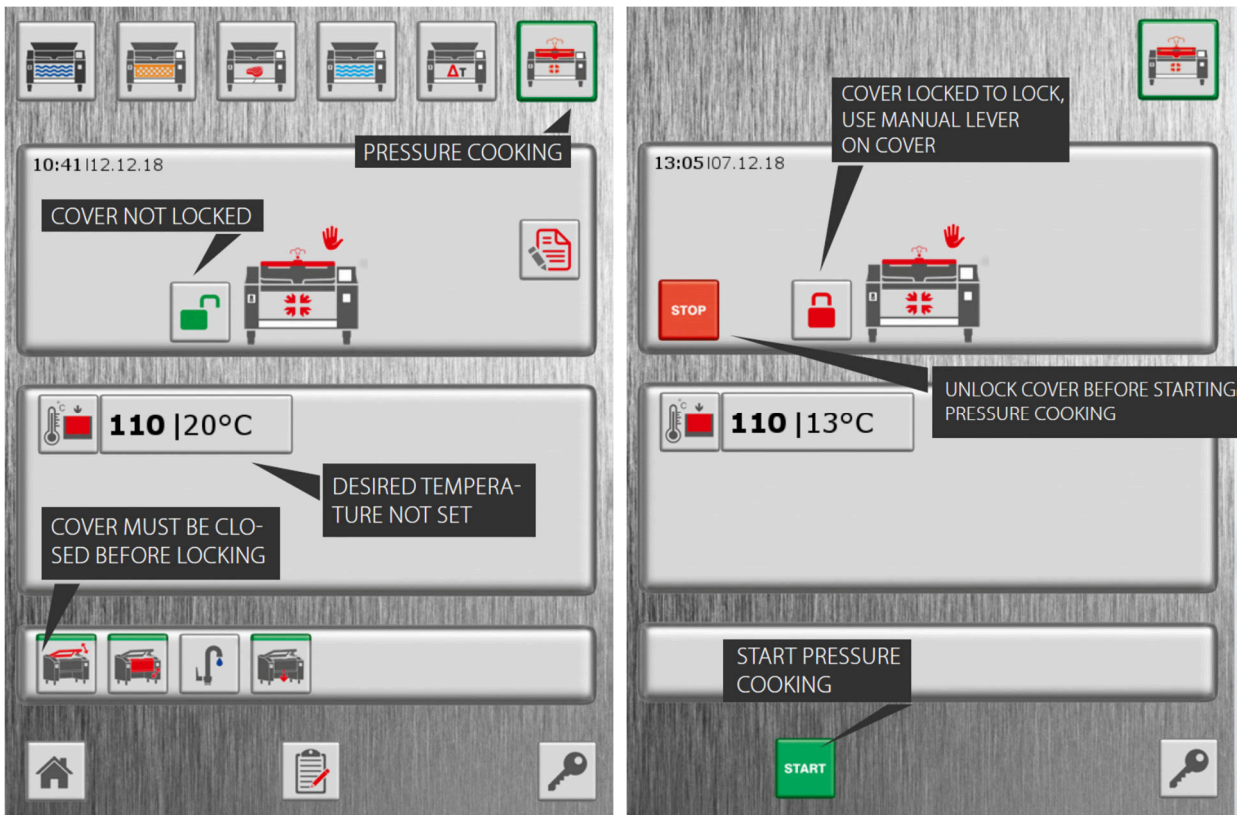 ΔT
PRESSURE COOKING
10:41|12.12.18
COVER NOT LOCKED
°C
110 |20°C
DESIRED TEMPERA-
TURE NOT SET
COVER MUST BE CLO-
SED BEFORE LOCKING
COVER LOCKED TO LOCK,
USE MANUAL LEVER
ON COVER
13:05|07.12.18
STOP
UNLOCK COVER BEFORE STARTING
PRESSURE COOKING
°C
110 |13°C
START PRESSURE
COOKING
START